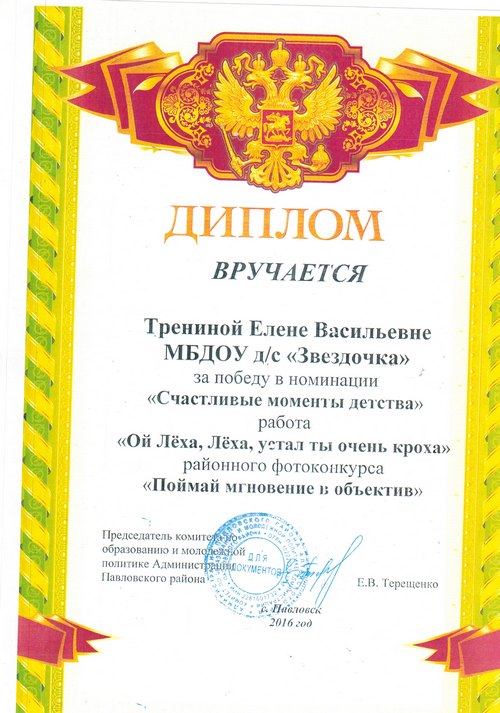 ДИПЛОМ
ВРУЧАЕТСЯ
Трениной Елене Васильевне
МБДОУ д/с «Звездочка»
за победу в номинации
«Счастливые моменты детства»
работа
«Ой Лёха, Лёха, устал ты очень кроха»
районного фотоконкурса
«Поймай мгновение в объектив»
Председатель комитета по
образованию и молодежной
политике Администрации
Павловского района
ДЛЯ
ДОКУМЕНТОВ
Е.В. Терещенко
с. Павловск
2016 год